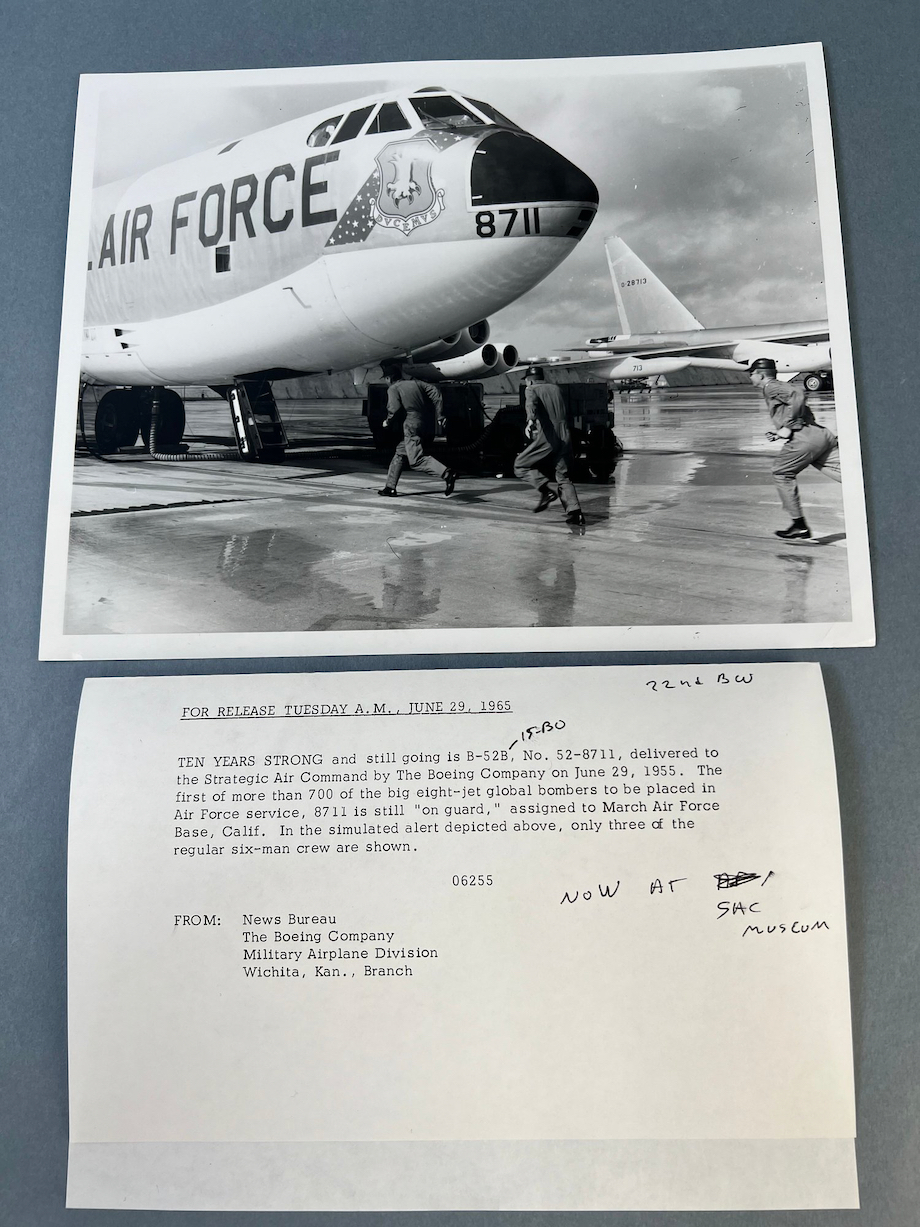 . AIR FORCE
DVCEMVS
8711
0-28713
713
22nd BW
FOR RELEASE TUESDAY A.M., JUNE 29, 1965
15-BO
TEN YEARS STRONG and still going is B-52B, No. 52-8711, delivered to
the Strategic Air Command by The Boeing Company on June 29, 1955. The
first of more than 700 of the big eight-jet global bombers to be placed in
Air Force service, 8711 is still "on guard," assigned to March Air Force
Base, Calif. In the simulated alert depicted above, only three of the
regular six-man crew are shown.
06255
NOW AT
SAC
MUSEUM
FROM: News Bureau
The Boeing Company
Military Airplane Division
Wichita, Kan., Branch